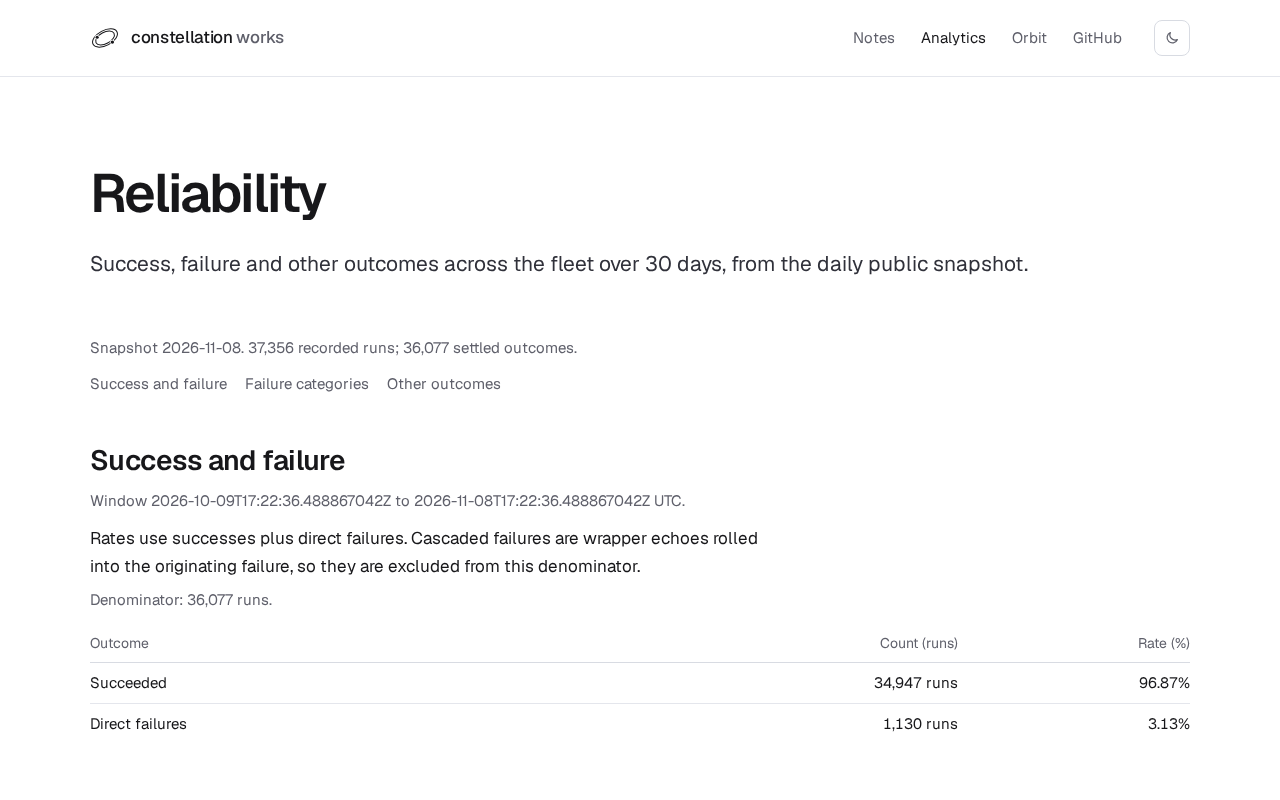 constellation works
Notes Analytics Orbit GitHub
Reliability
Success, failure and other outcomes across the fleet over 30 days, from the daily public snapshot.
Snapshot 2026-11-08. 37,356 recorded runs; 36,077 settled outcomes.
Success and failure Failure categories Other outcomes
Success and failure
Window 2026-10-09T17:22:36.488867042Z to 2026-11-08T17:22:36.488867042Z UTC.
Rates use successes plus direct failures. Cascaded failures are wrapper echoes rolled
into the originating failure, so they are excluded from this denominator.
Denominator: 36,077 runs.
Outcome Count (runs) Rate (%)
Succeeded 34,947 runs 96.87%
Direct failures 1,130 runs 3.13%